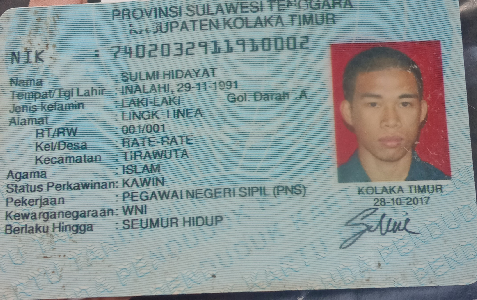 PROVINSI SULAWESI TENGGARA
KABUPATEN KOLAKA TIMUR
NIK : 7402032911910002
Nama : SULMI HIDAYAT
Tempat/Tgl Lahir : INALAHI, 29-11-1991
Jenis kelamin : LAKI-LAKI Gol. Darah :A
Alamat : LINGK I INEA
RT/RW : 001/001
Kel/Desa : RATE-RATE
Kecamatan : TIRAWUTA
Agama : ISLAM
Status Perkawinan: KAWIN
Pekerjaan : PEGAWAI NEGERI SIPIL (PNS)
Kewarganegaraan: WNI
Berlaku Hingga : SEUMUR HIDUP
KOLAKA TIMUR
28-10-2017